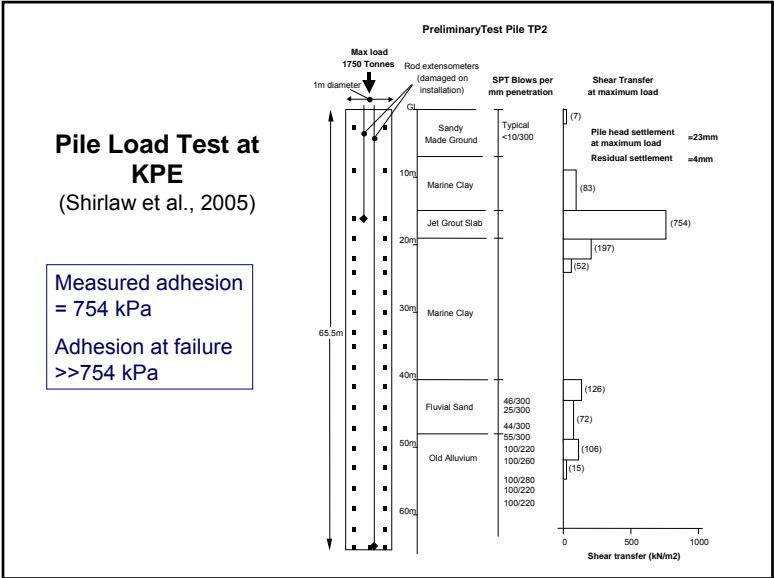 Pile Load Test at
KPE
(Shirlaw et al., 2005)
Measured adhesion
= 754 kPa
Adhesion at failure
>>754 kPa
PreliminaryTest Pile TP2
Max load
1750 Tonnes
1m diameter
Rod extensometers
(damaged on
installation)
SPT Blows per
mm penetration
Shear Transfer
at maximum load
GL
Sandy
Made Ground
Typical
<10/300
(7)
Pile head settlement
at maximum load
=23mm
Residual settlement
=4mm
10m
Marine Clay
(83)
Jet Grout Slab
(754)
20m
(197)
(52)
30m
Marine Clay
65.5m
40m
(126)
Fluvial Sand
46/300
25/300
(72)
44/300
55/300
50m
Old Alluvium
100/220
(106)
100/260
(15)
100/280
100/220
60m
100/220
0
500
1000
Shear transfer (kN/m2)